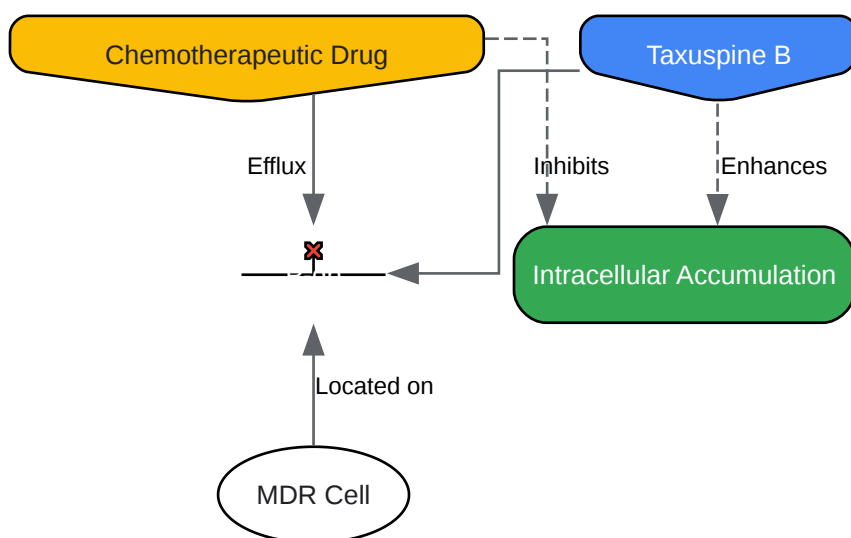 Chemotherapeutic Drug
Taxuspine B
Efflux
Inhibits
Enhances
Intracellular Accumulation
Located on
MDR Cell